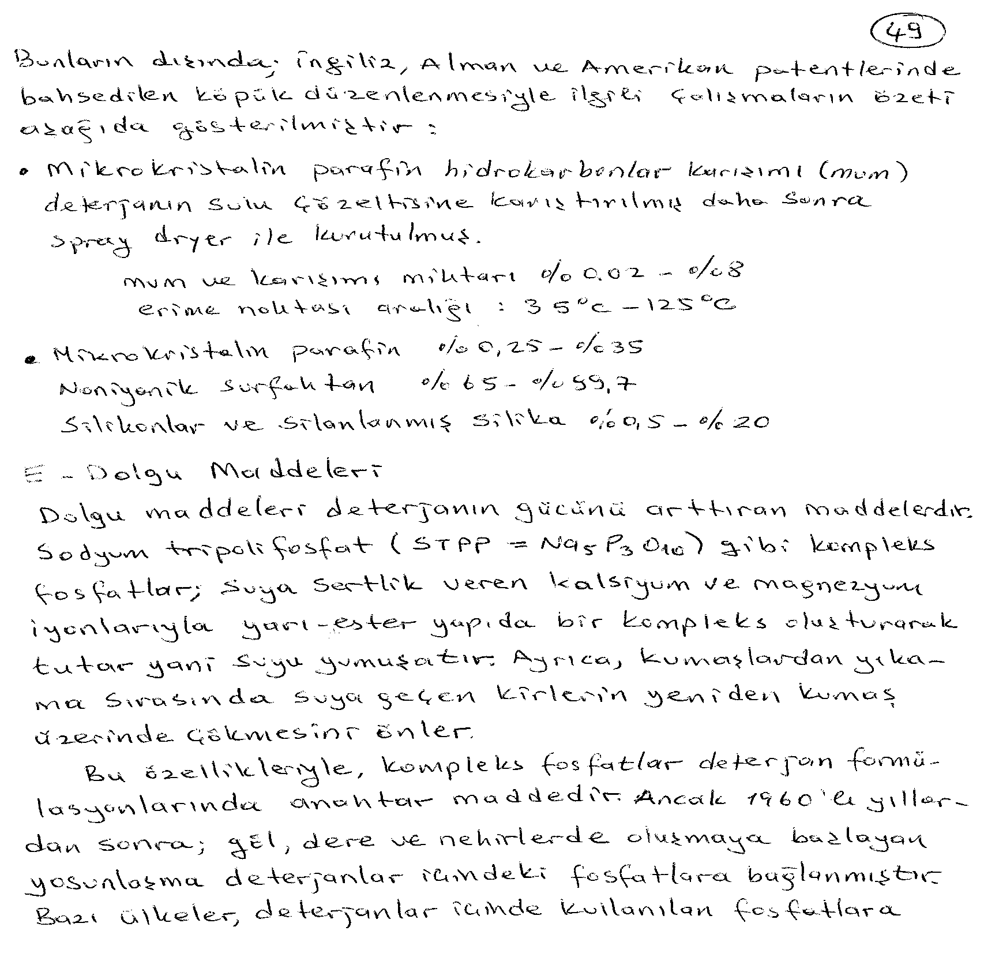 49
Bunların dışında; ingiliz, Alman ve Amerikan patentlerinde
bahsedilen köpük düzenlenmesiyle ilgili çalışmaların özeti
aşağıda gösterilmiştir :
• Mikrokristalin parafin hidrokarbonlar karışımı (mum)
deterjanın sulu çözeltisine karıştırılmış daha sonra
spray dryer ile kurutulmuş.
mum ve karışımı miktarı %0.02 - %8
erime noktası aralığı : 35°C - 125°C
• Mikrokristalin parafin %0,25 - %35
Noniyonik surfaktan %65 - %99,7
Silikonlar ve silanlanmış silika %0,5 - %20
E - Dolgu Maddeleri
Dolgu maddeleri deterjanın gücünü arttıran maddelerdir.
Sodyum tripolifosfat (STPP = Na5P3O10) gibi kompleks
fosfatlar; suya sertlik veren kalsiyum ve magnezyum
iyonlarıyla yarı-ester yapıda bir kompleks oluşturarak
tutar yani suyu yumuşatır. Ayrıca, kumaşlardan yıka-
ma sırasında suya geçen kirlerin yeniden kumaş
üzerinde çökmesini önler.
Bu özellikleriyle, kompleks fosfatlar deterjan formü-
lasyonlarında anahtar maddedir. Ancak 1960'lı yıllar-
dan sonra; göl, dere ve nehirlerde oluşmaya başlayan
yosunlaşma deterjanlar içindeki fosfatlara bağlanmıştır.
Bazı ülkeler, deterjanlar içinde kullanılan fosfatlara